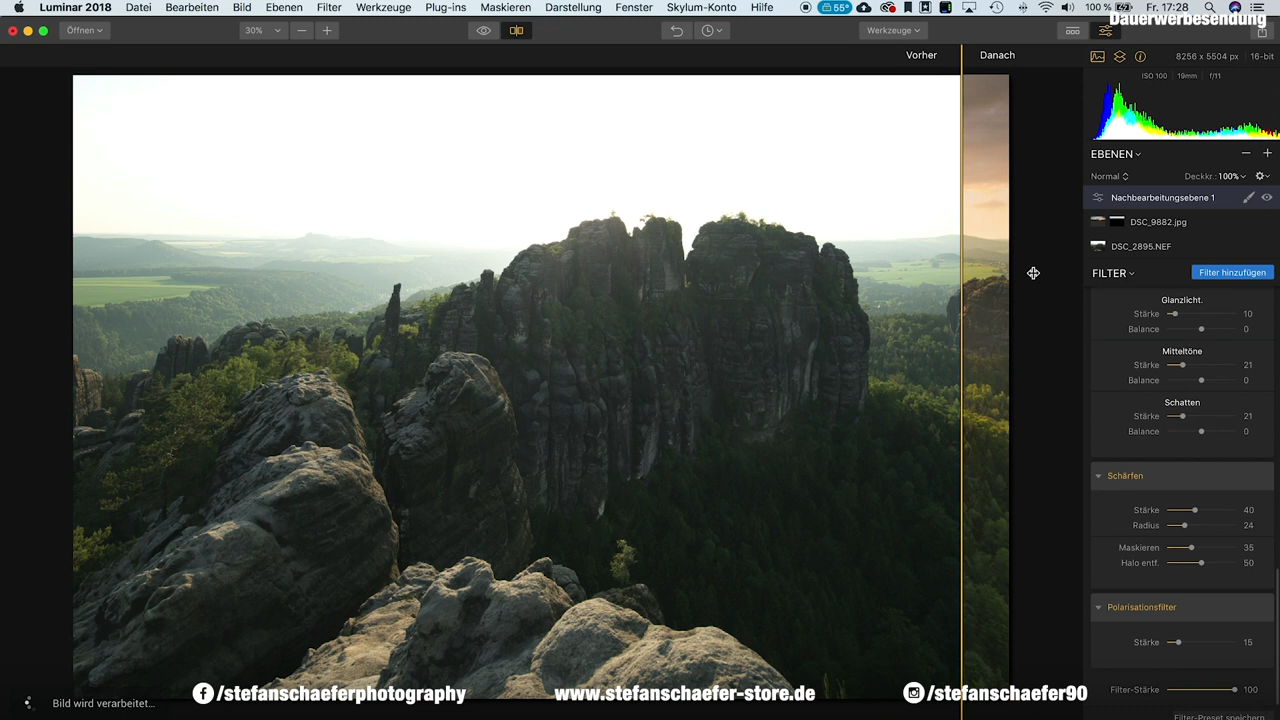 Luminar 2018 Datei Bearbeiten Bild Ebenen Filter Werkzeuge Plug-ins Maskieren Darstellung Fenster Skylum-Konto Hilfe 55° 100 % Fr. 17:28
Dauerwerbesendung
Öffnen 30% Werkzeuge
Vorher Danach 8256 x 5504 px 16-bit
ISO 100 19mm f/11
EBENEN
Normal Deckkr.: 100%
Nachbearbeitungsebene 1
DSC_9882.jpg
DSC_2895.NEF
FILTER Filter hinzufügen
Glanzlicht.
Stärke 10
Balance 0
Mitteltöne
Stärke 21
Balance 0
Schatten
Stärke 21
Balance 0
Schärfen
Stärke 40
Radius 24
Maskieren 35
Halo entf. 50
Polarisationsfilter
Stärke 15
Filter-Stärke 100
/stefanschaeferphotography www.stefanschaefer-store.de /stefanschaefer90
Bild wird verarbeitet...
Filter-Preset speichern